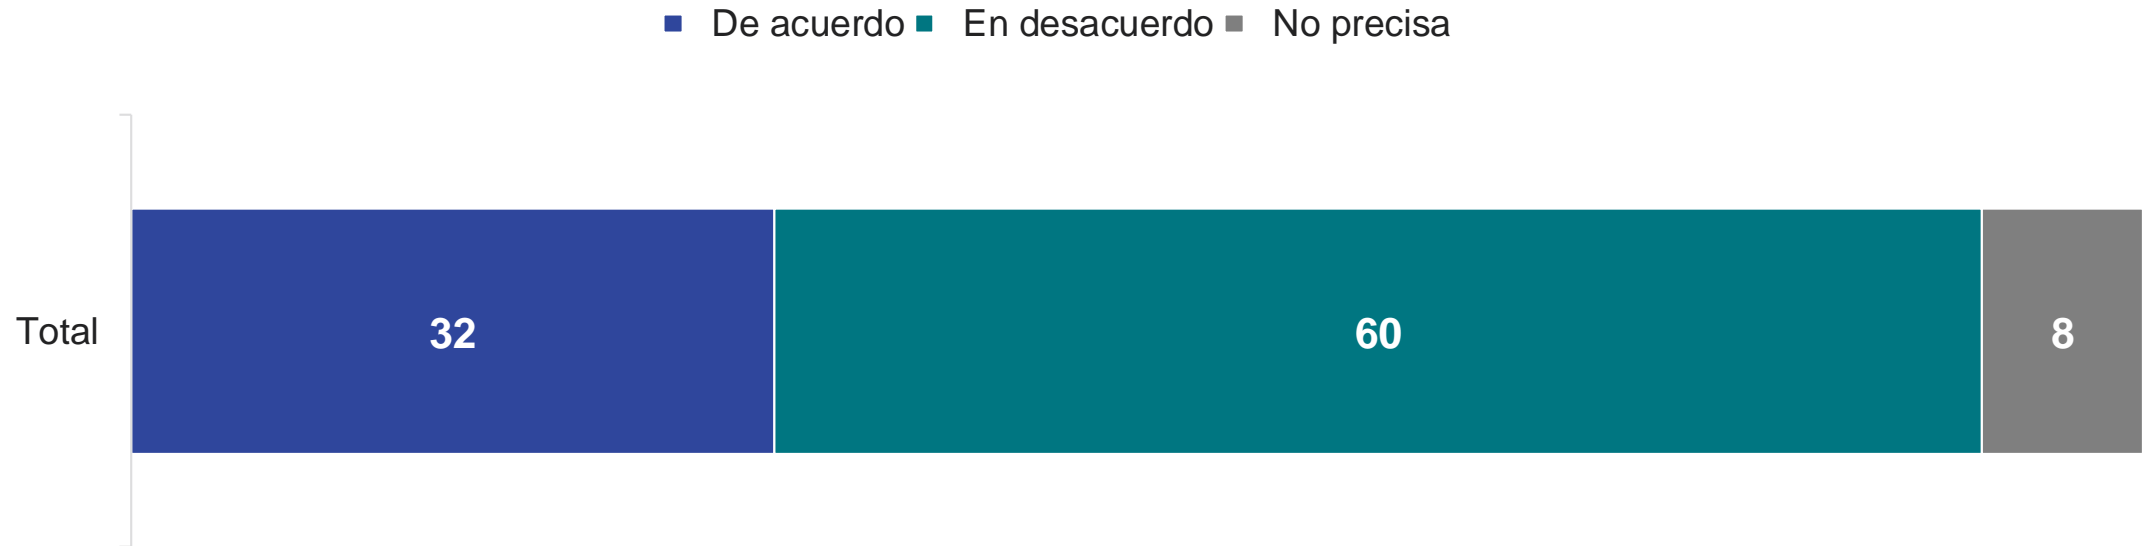 De acuerdo En desacuerdo No precisa
Total 32 60 8